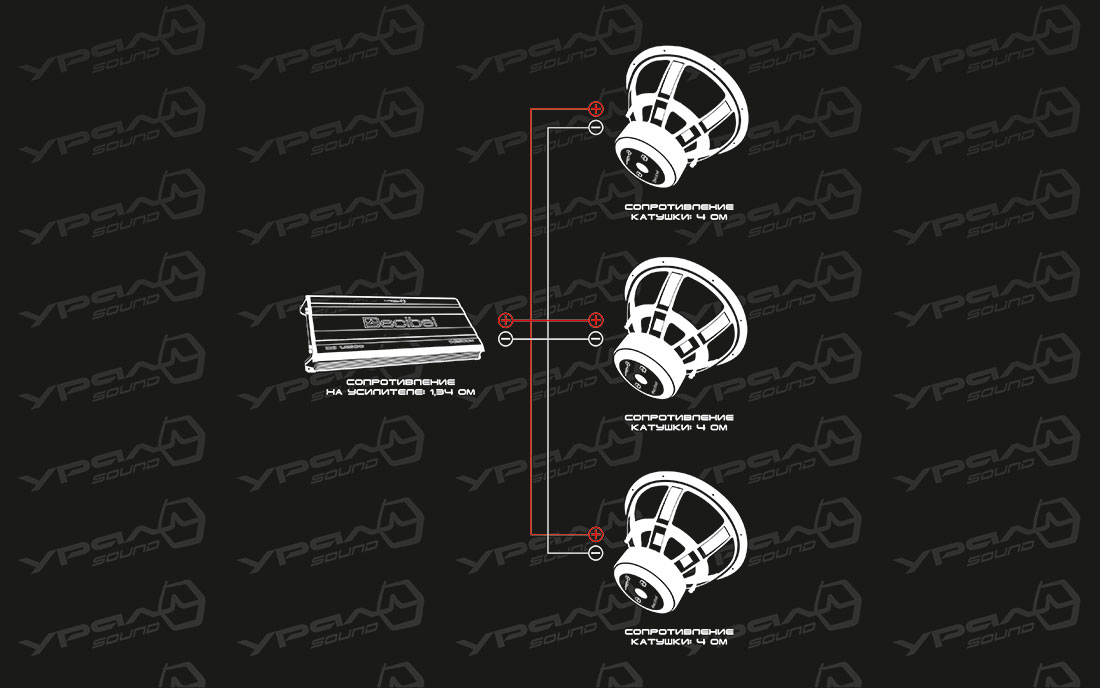 СОПРОТИВЛЕНИЕ
КАТУШКИ: 4 ОМ
Decibel
СОПРОТИВЛЕНИЕ
НА УСИЛИТЕЛЕ: 1,34 ОМ
СОПРОТИВЛЕНИЕ
КАТУШКИ: 4 ОМ
СОПРОТИВЛЕНИЕ
КАТУШКИ: 4 ОМ
УРАЛ
SOUND